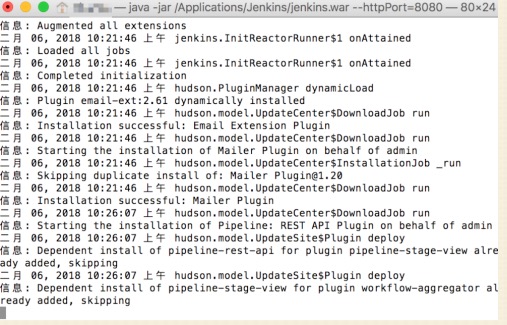 — java -jar /Applications/Jenkins/jenkins.war --httpPort=8080 — 80×24
信息: Augmented all extensions
二月 06, 2018 10:21:46 上午 jenkins.InitReactorRunner$1 onAttained
信息: Loaded all jobs
二月 06, 2018 10:21:46 上午 jenkins.InitReactorRunner$1 onAttained
信息: Completed initialization
二月 06, 2018 10:21:46 上午 hudson.PluginManager dynamicLoad
信息: Plugin email-ext:2.61 dynamically installed
二月 06, 2018 10:21:46 上午 hudson.model.UpdateCenter$DownloadJob run
信息: Installation successful: Email Extension Plugin
二月 06, 2018 10:21:46 上午 hudson.model.UpdateCenter$DownloadJob run
信息: Starting the installation of Mailer Plugin on behalf of admin
二月 06, 2018 10:21:46 上午 hudson.model.UpdateCenter$InstallationJob _run
信息: Skipping duplicate install of: Mailer Plugin@1.20
二月 06, 2018 10:21:46 上午 hudson.model.UpdateCenter$DownloadJob run
信息: Installation successful: Mailer Plugin
二月 06, 2018 10:26:07 上午 hudson.model.UpdateCenter$DownloadJob run
信息: Starting the installation of Pipeline: REST API Plugin on behalf of admin
二月 06, 2018 10:26:07 上午 hudson.model.UpdateSite$Plugin deploy
信息: Dependent install of pipeline-rest-api for plugin pipeline-stage-view alre
ady added, skipping
二月 06, 2018 10:26:07 上午 hudson.model.UpdateSite$Plugin deploy
信息: Dependent install of pipeline-stage-view for plugin workflow-aggregator al
ready added, skipping